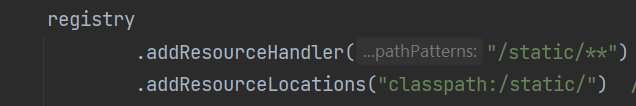 registry
.addResourceHandler( ...pathPatterns: "/static/**")
.addResourceLocations("classpath:/static/") /